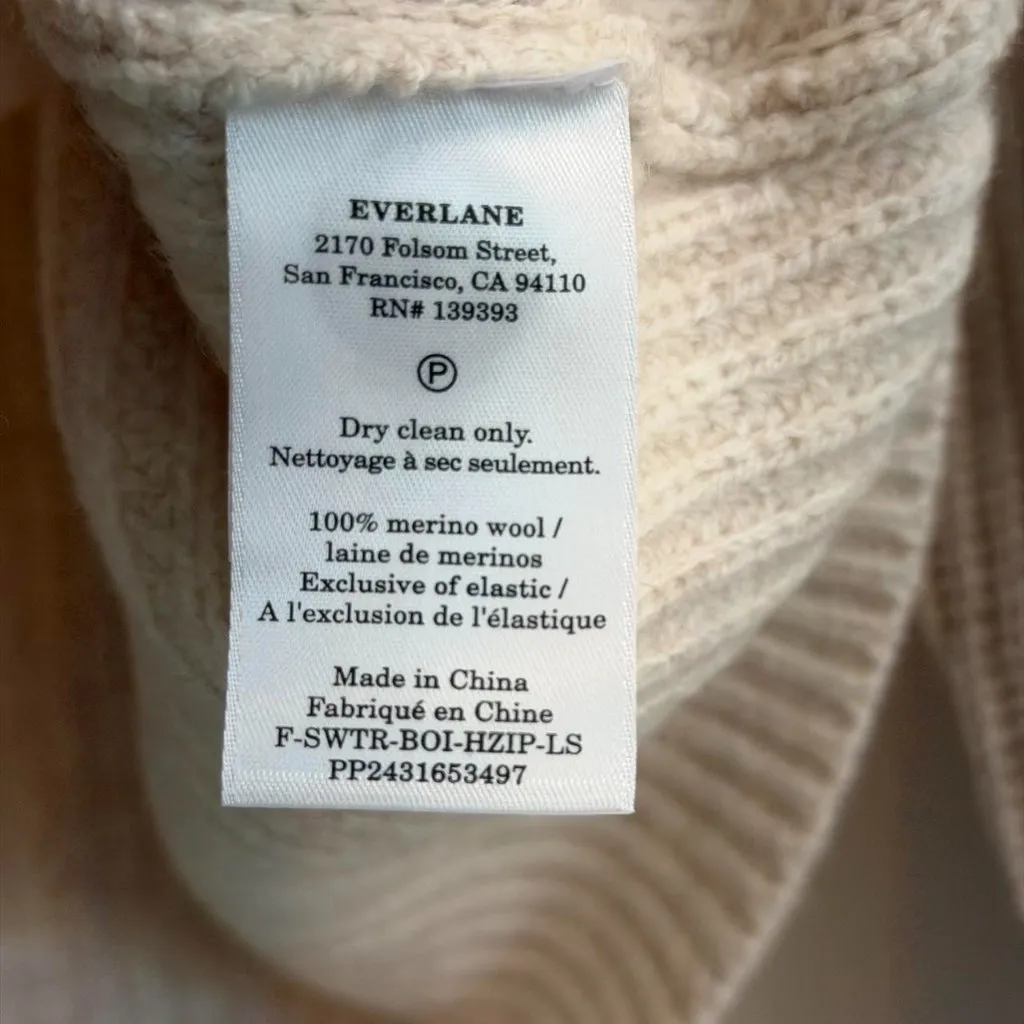 EVERLANE
2170 Folsom Street,
San Francisco, CA 94110
RN# 139393
P
Dry clean only.
Nettoyage à sec seulement.
100% merino wool /
laine de merinos
Exclusive of elastic /
A l'exclusion de l'élastique
Made in China
Fabriqué en Chine
F-SWTR-BOI-HZIP-LS
PP2431653497